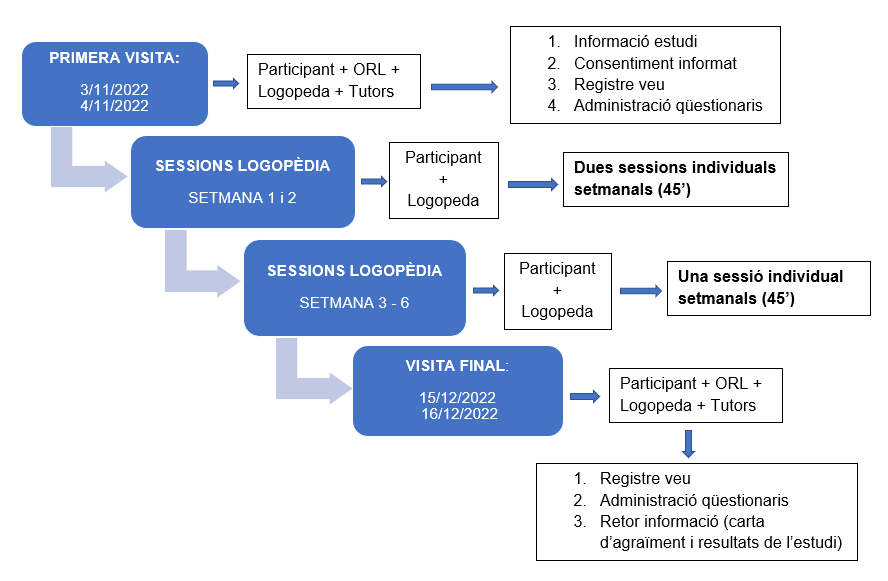 PRIMERA VISITA:
3/11/2022
4/11/2022
Participant + ORL +
Logopeda + Tutors
1. Informació estudi
2. Consentiment informat
3. Registre veu
4. Administració qüestionaris
SESSIONS LOGOPÈDIA
SETMANA 1 i 2
Participant
+
Logopeda
Dues sessions individuals
setmanals (45’)
SESSIONS LOGOPÈDIA
SETMANA 3 - 6
Participant
+
Logopeda
Una sessió individual
setmanals (45’)
VISITA FINAL:
15/12/2022
16/12/2022
Participant + ORL +
Logopeda + Tutors
1. Registre veu
2. Administració qüestionaris
3. Retor informació (carta
d’agraïment i resultats de l’estudi)